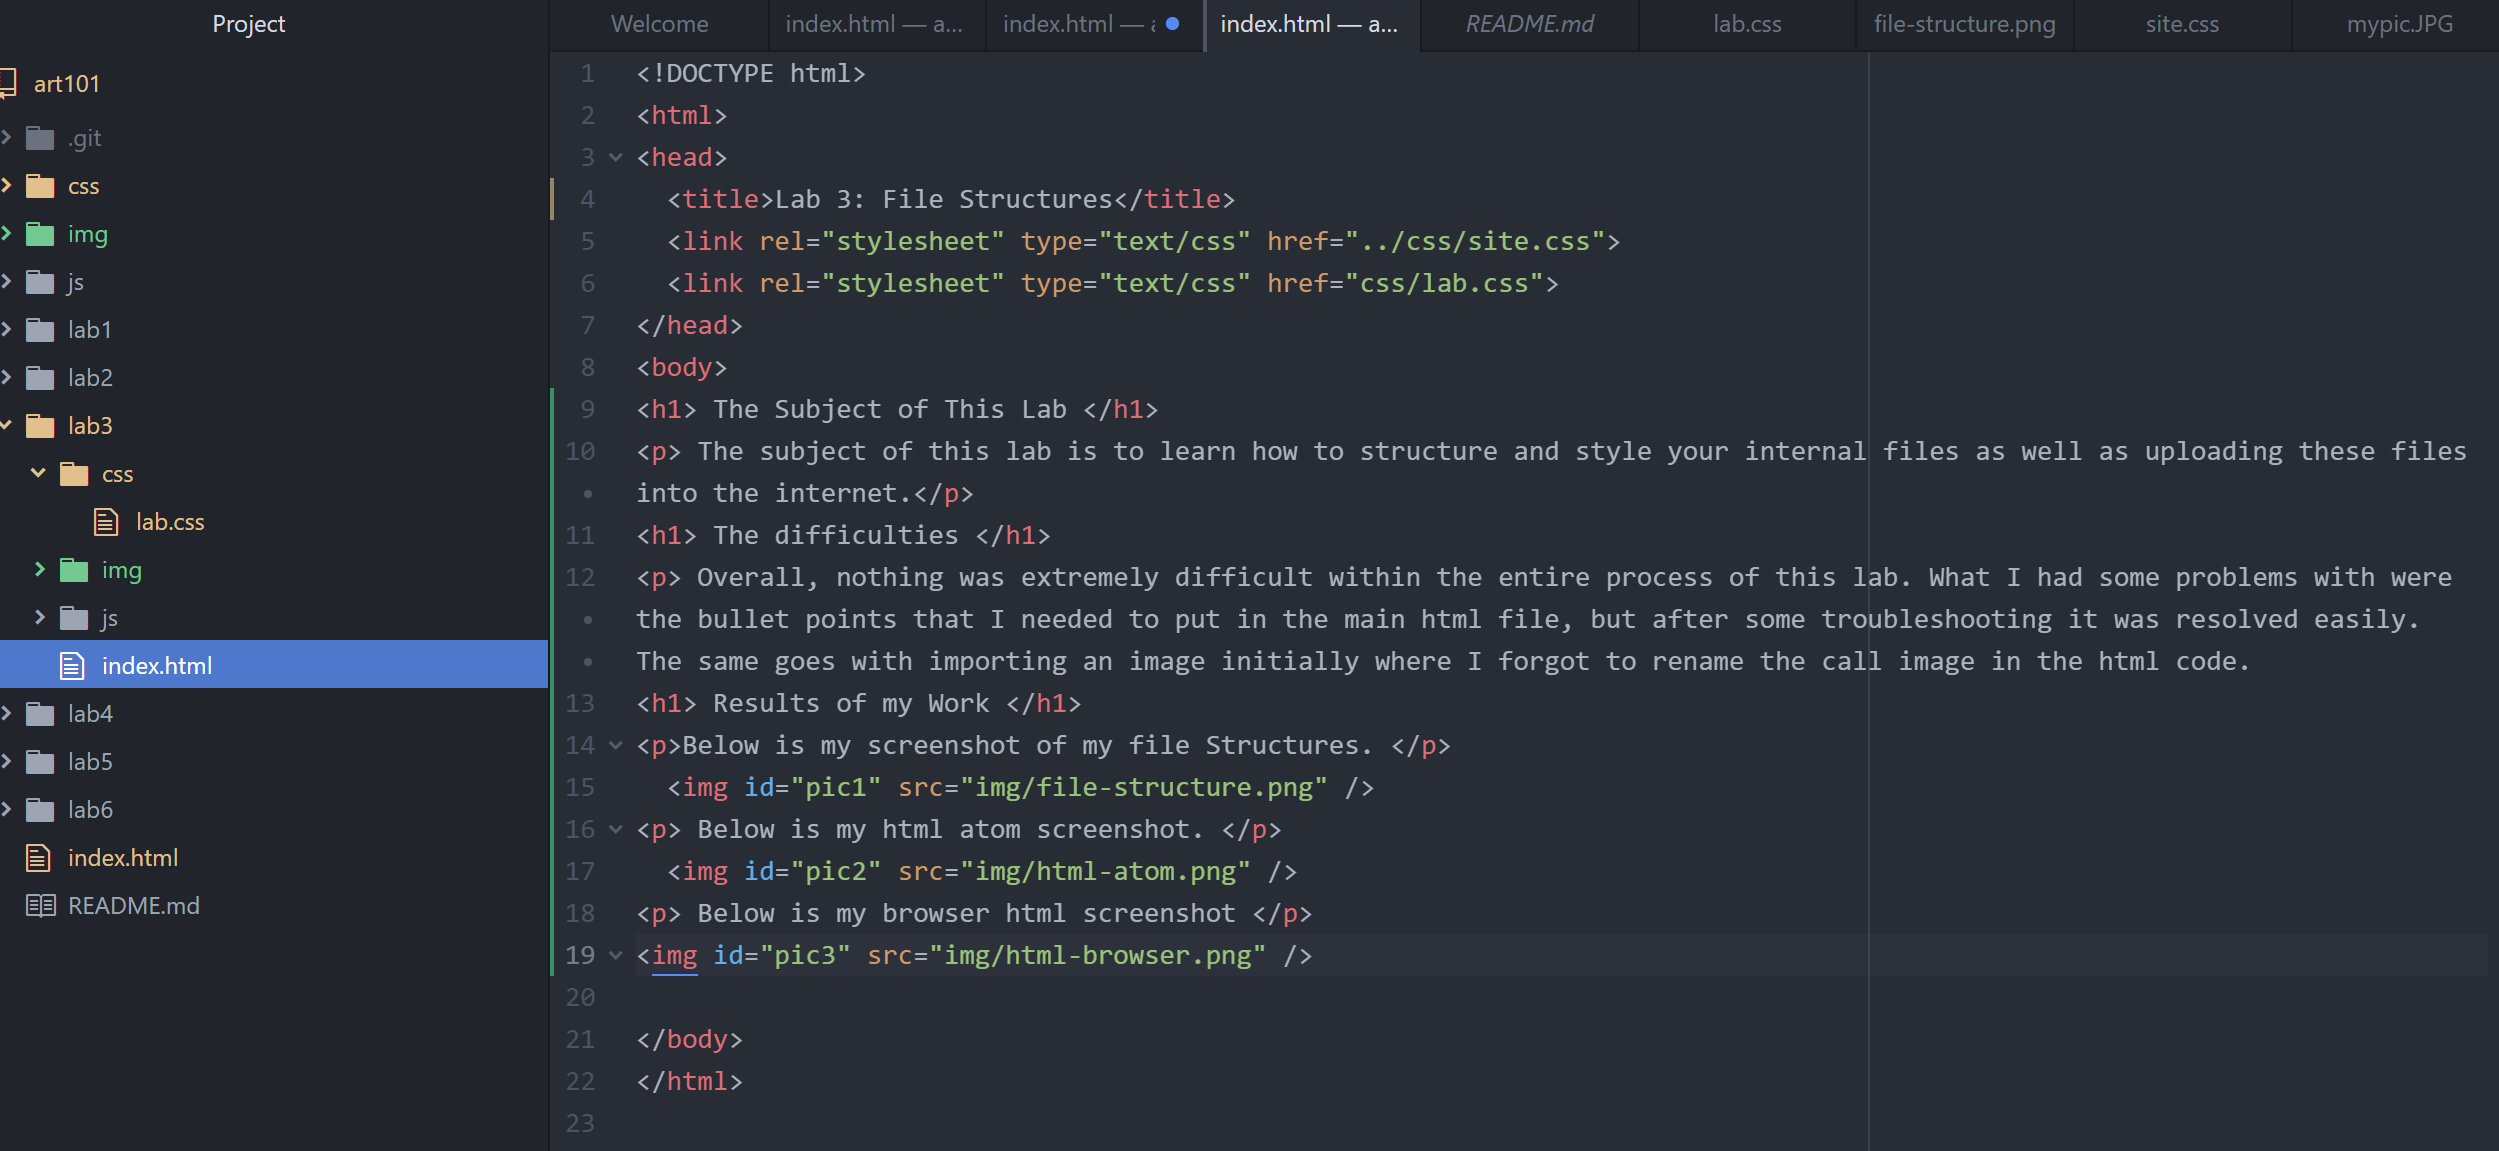 Project
art101
.git
css
img
js
lab1
lab2
lab3
css
lab.css
img
js
index.html
lab4
lab5
lab6
index.html
README.md
Welcome
index.html — a...
index.html — a
index.html — a...
README.md
lab.css
file-structure.png
site.css
mypic.JPG
1 <!DOCTYPE html>
2 <html>
3 <head>
4 <title>Lab 3: File Structures</title>
5 <link rel="stylesheet" type="text/css" href="../css/site.css">
6 <link rel="stylesheet" type="text/css" href="css/lab.css">
7 </head>
8 <body>
9 <h1> The Subject of This Lab </h1>
10 <p> The subject of this lab is to learn how to structure and style your internal files as well as uploading these files
• into the internet.</p>
11 <h1> The difficulties </h1>
12 <p> Overall, nothing was extremely difficult within the entire process of this lab. What I had some problems with were
• the bullet points that I needed to put in the main html file, but after some troubleshooting it was resolved easily.
• The same goes with importing an image initially where I forgot to rename the call image in the html code.
13 <h1> Results of my Work </h1>
14 <p>Below is my screenshot of my file Structures. </p>
15 <img id="pic1" src="img/file-structure.png" />
16 <p> Below is my html atom screenshot. </p>
17 <img id="pic2" src="img/html-atom.png" />
18 <p> Below is my browser html screenshot </p>
19 <img id="pic3" src="img/html-browser.png" />
20
21 </body>
22 </html>
23